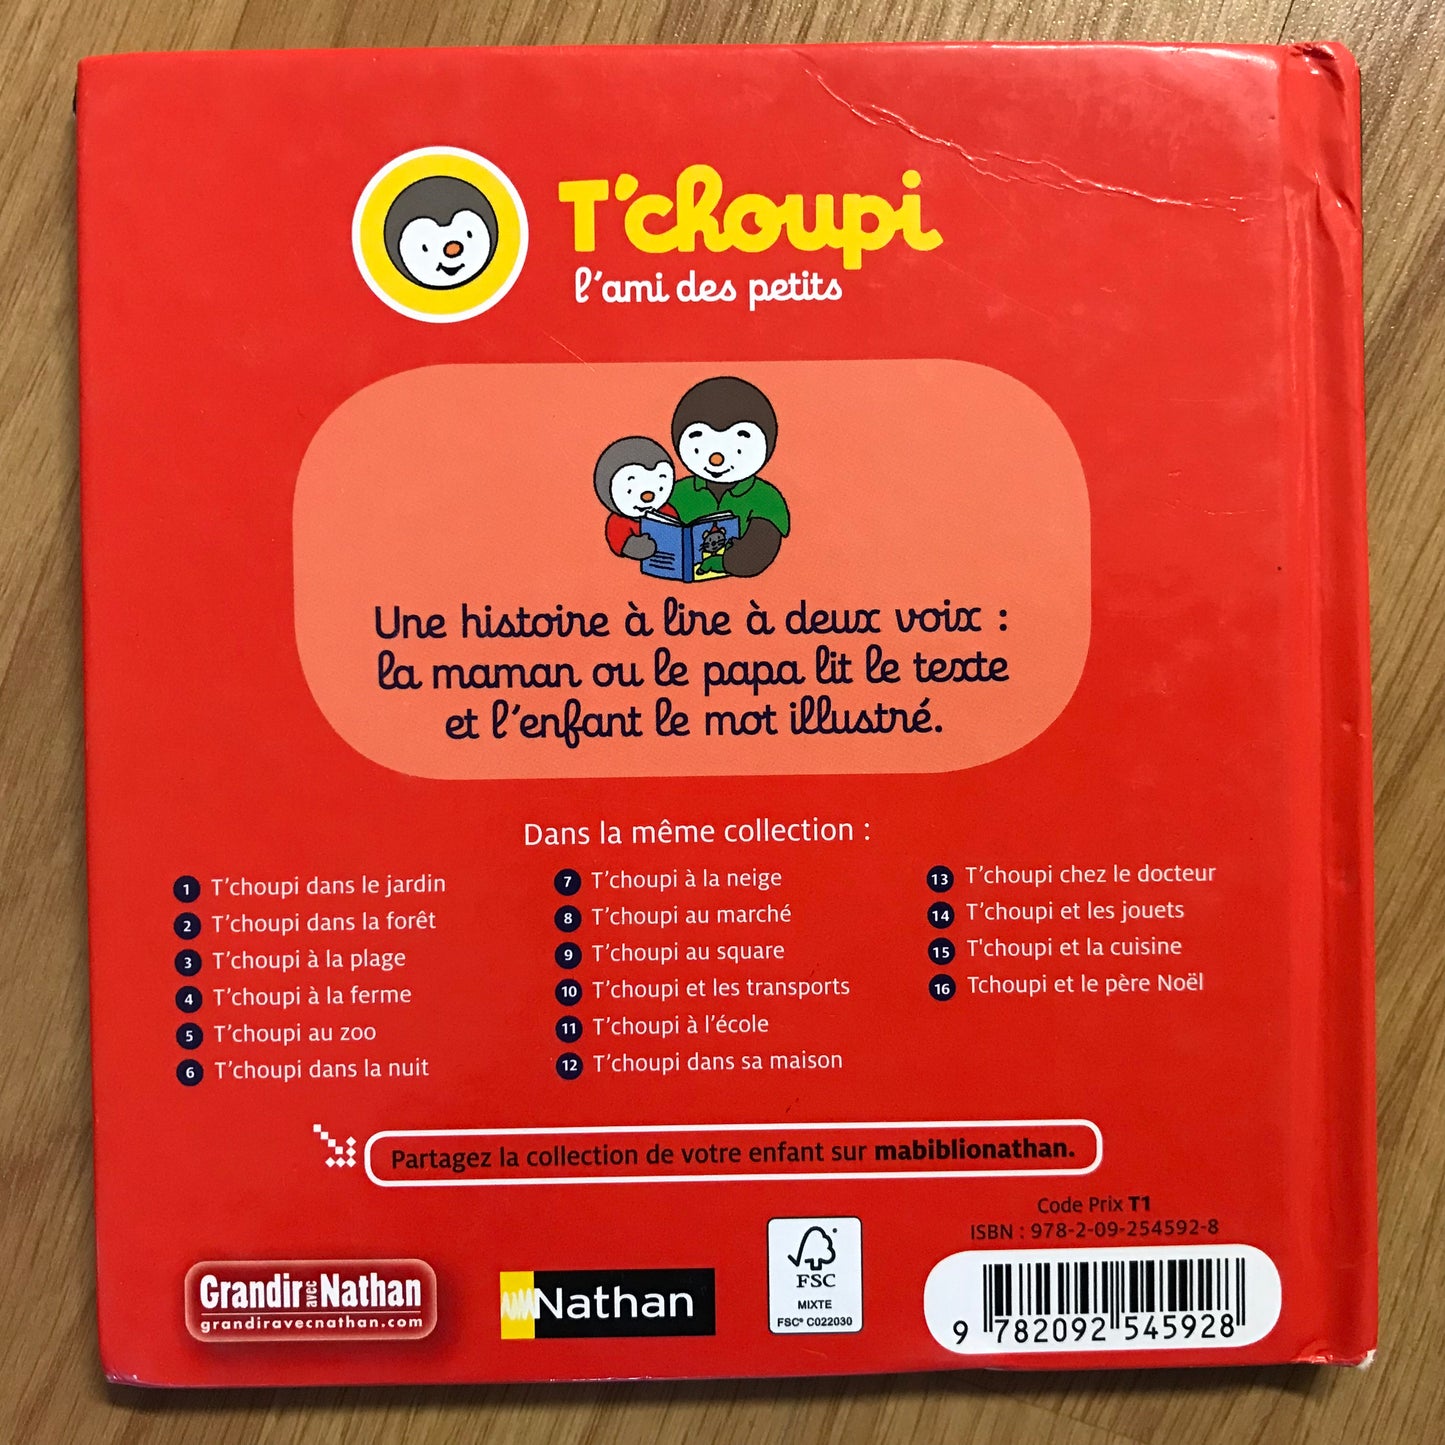 T'choupi
l'ami des petits
Une histoire à lire à deux voix :
la maman ou le papa lit le texte
et l'enfant le mot illustré.
Dans la même collection :
1 T'choupi dans le jardin
2 T'choupi dans la forêt
3 T'choupi à la plage
4 T'choupi à la ferme
5 T'choupi au zoo
6 T'choupi dans la nuit
7 T'choupi à la neige
8 T'choupi au marché
9 T'choupi au square
10 T'choupi et les transports
11 T'choupi à l'école
12 T'choupi dans sa maison
13 T'choupi chez le docteur
14 T'choupi et les jouets
15 T'choupi et la cuisine
16 Tchoupi et le père Noël
Partagez la collection de votre enfant sur mabiblionathan.
Code Prix T1
ISBN : 978-2-09-254592-8
Grandir avec Nathan
grandiravecnathan.com
Nathan
FSC
MIXTE
FSC® C022030
9 782092 545928